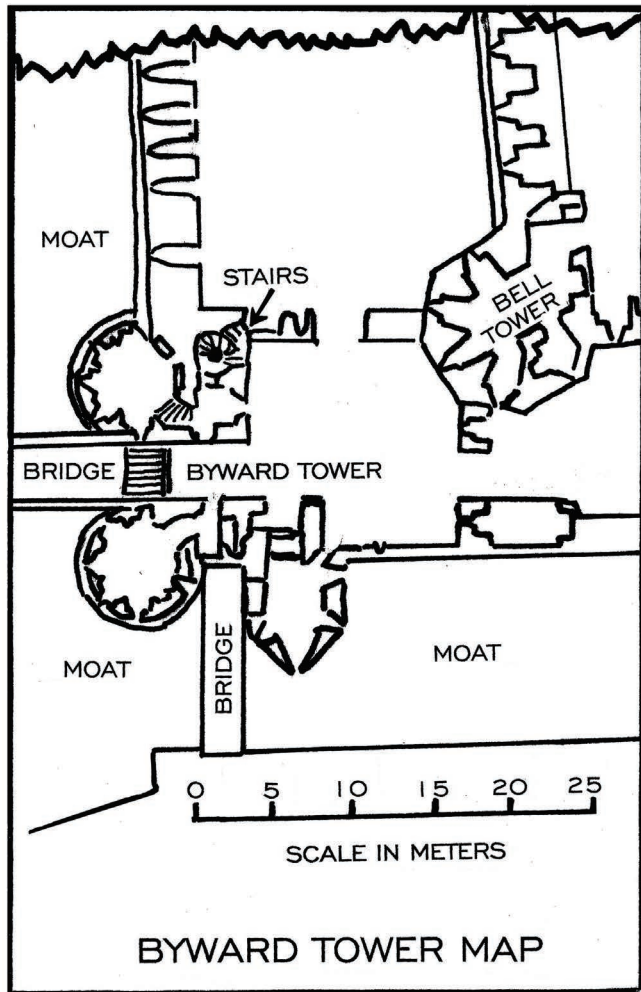 MOAT
STAIRS
BELL
TOWER
BRIDGE
BYWARD TOWER
MOAT
BRIDGE
MOAT
0 5 10 15 20 25
SCALE IN METERS
BYWARD TOWER MAP